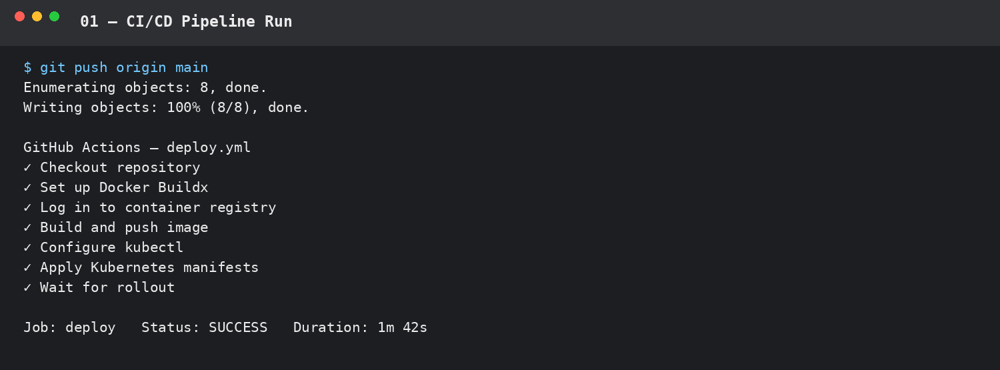 01 — CI/CD Pipeline Run
$ git push origin main
Enumerating objects: 8, done.
Writing objects: 100% (8/8), done.
GitHub Actions — deploy.yml
✓ Checkout repository
✓ Set up Docker Buildx
✓ Log in to container registry
✓ Build and push image
✓ Configure kubectl
✓ Apply Kubernetes manifests
✓ Wait for rollout
Job: deploy   Status: SUCCESS   Duration: 1m 42s